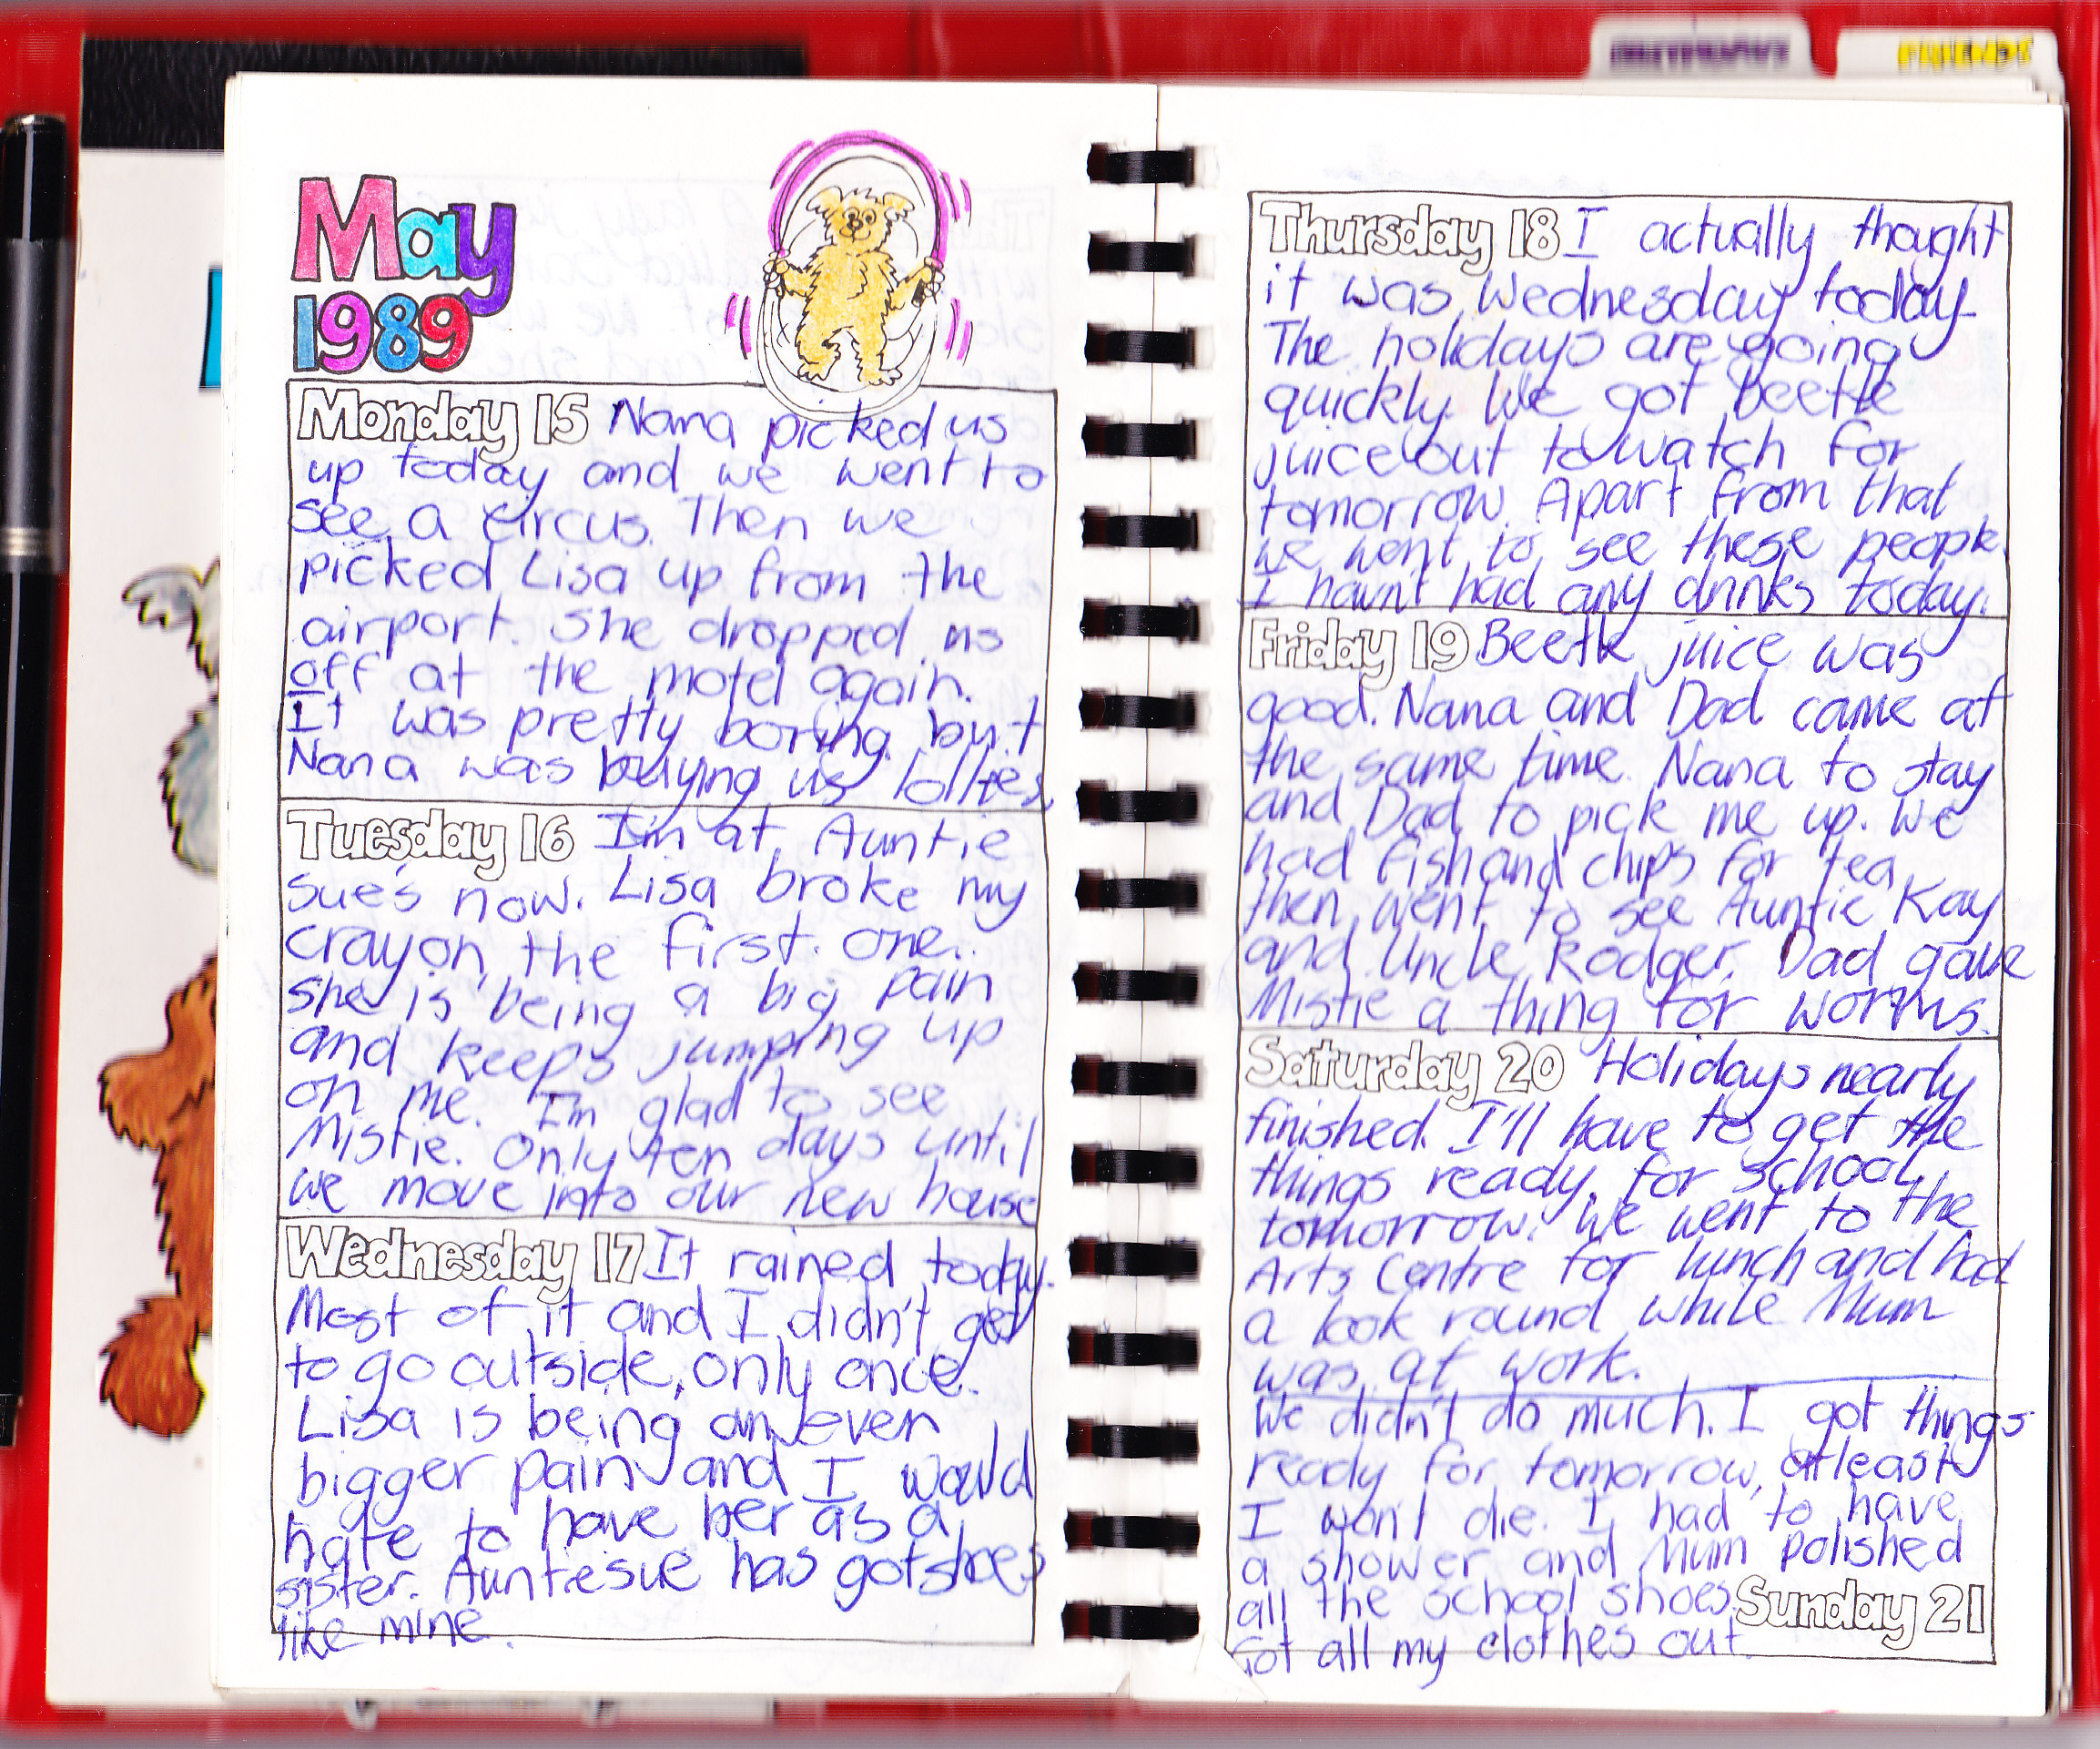 BIRTHDAYS
FRIENDS
May
1989
Monday 15 Nana picked us
up today and we went to
see a circus. Then we
picked Lisa up from the
airport. She dropped us
off at the motel again.
It was pretty boring but
Nana was buying us lollies.
Tuesday 16 I'm at Auntie
Sue's now. Lisa broke my
crayon, the first one.
She is being a big pain
and keeps jumping up
on me. I'm glad to see
Mistie. Only ten days until
we move into our new house
Wednesday 17 It rained today.
Most of it and I didn't get
to go outside, only once.
Lisa is being an even
bigger pain and I would
hate to have her as a
sister. Auntesue has got shoes
like mine.
Thursday 18 I actually thought
it was Wednesday today.
The holidays are going
quickly. We got Beetle
juice out to watch for
tomorrow. Apart from that
we went to see these people.
I havn't had any drinks today.
Friday 19 Beetle juice was
good. Nana and Dad came at
the same time. Nana to stay
and Dad to pick me up. We
had fish and chips for tea
then went to see Auntie Kay
and Uncle Rodger. Dad gave
Mistie a thing for worms.
Saturday 20 Holidays nearly
finished. I'll have to get the
things ready for school
tomorrow. We went to the
Arts Centre for lunch and had
a look round while Mum
was at work.
We didn't do much. I got things
ready for tomorrow, atleast
I won't die. I had to have
a shower and Mum polished
all the school shoes. Sunday 21
Got all my clothes out.